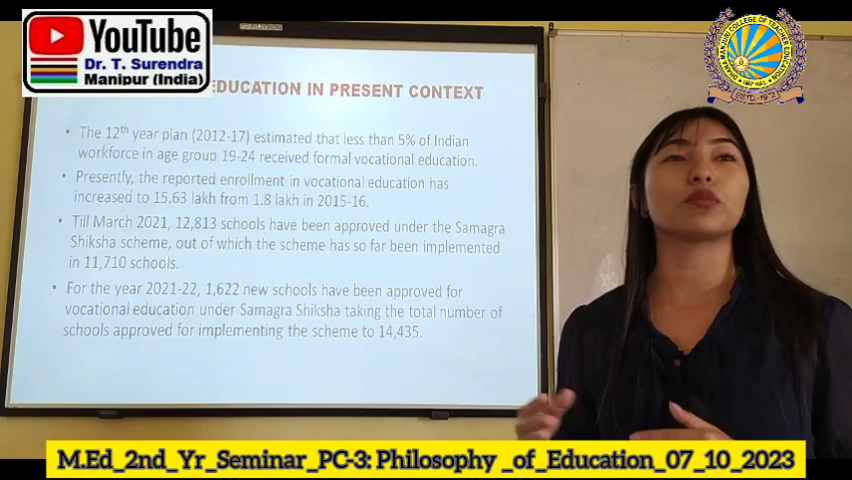 YouTube
Dr. T. Surendra
Manipur (India)
EDUCATION IN PRESENT CONTEXT
• The 12th year plan (2012-17) estimated that less than 5% of Indian
workforce in age group 19-24 received formal vocational education.
• Presently, the reported enrollment in vocational education has
increased to 15.63 lakh from 1.8 lakh in 2015-16.
• Till March 2021, 12,813 schools have been approved under the Samagra
Shiksha scheme, out of which the scheme has so far been implemented
in 11,710 schools.
• For the year 2021-22, 1,622 new schools have been approved for
vocational education under Samagra Shiksha taking the total number of
schools approved for implementing the scheme to 14,435.
COLLEGE OF TEACHER EDUCATION
ESTD.-1972
M.Ed_2nd_Yr_Seminar_PC-3: Philosophy _of_Education_07_10_2023